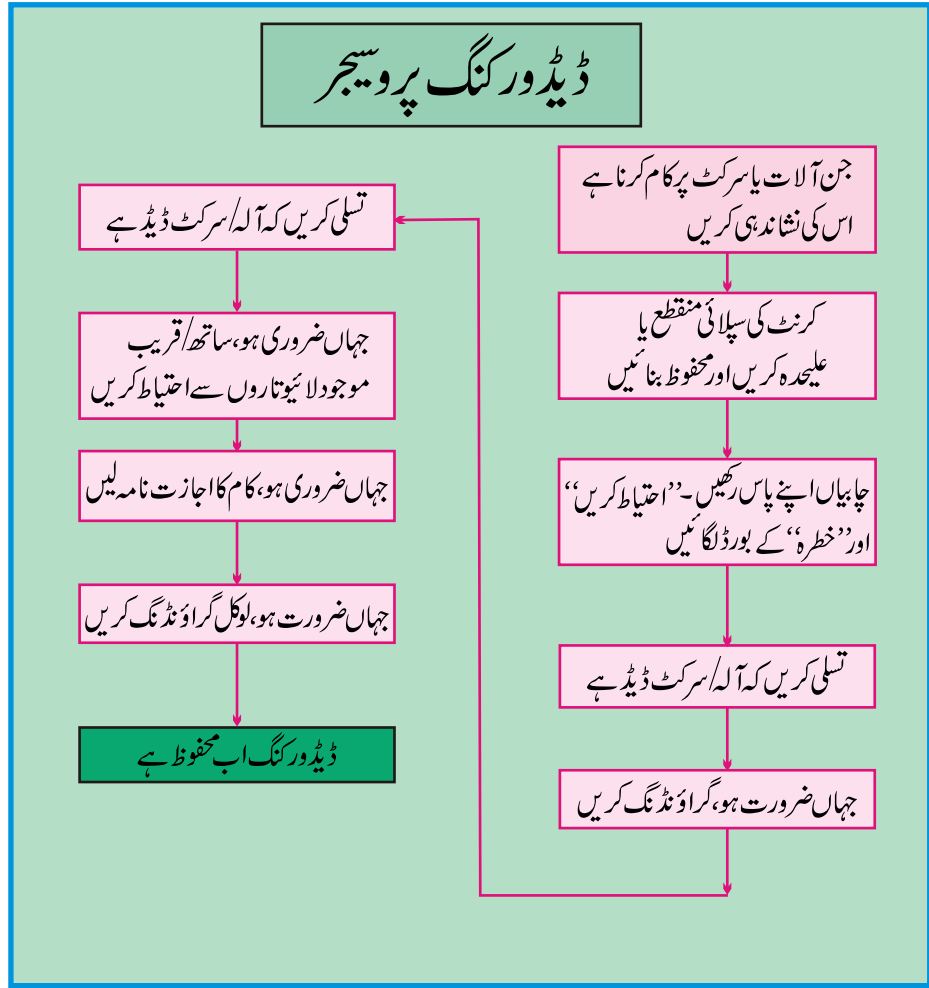 ڈیڈ ورکنگ پروسیجر
جن آلات یا سرکٹ پر کام کرنا ہے
اس کی نشاندہی کریں
کرنٹ کی سپلائی منقطع یا
علیحدہ کریں اور محفوظ بنائیں
چابیاں اپنے پاس رکھیں۔ ’’احتیاط کریں‘‘
اور ’’خطرہ‘‘ کے بورڈ لگائیں
تسلی کریں کہ آلہ/سرکٹ ڈیڈ ہے
جہاں ضرورت ہو، گراؤنڈنگ کریں
تسلی کریں کہ آلہ/سرکٹ ڈیڈ ہے
جہاں ضروری ہو، ساتھ/قریب
موجود لائیو تاروں سے احتیاط کریں
جہاں ضروری ہو، کام کا اجازت نامہ لیں
جہاں ضرورت ہو، لوکل گراؤنڈنگ کریں
ڈیڈ ورکنگ اب محفوظ ہے